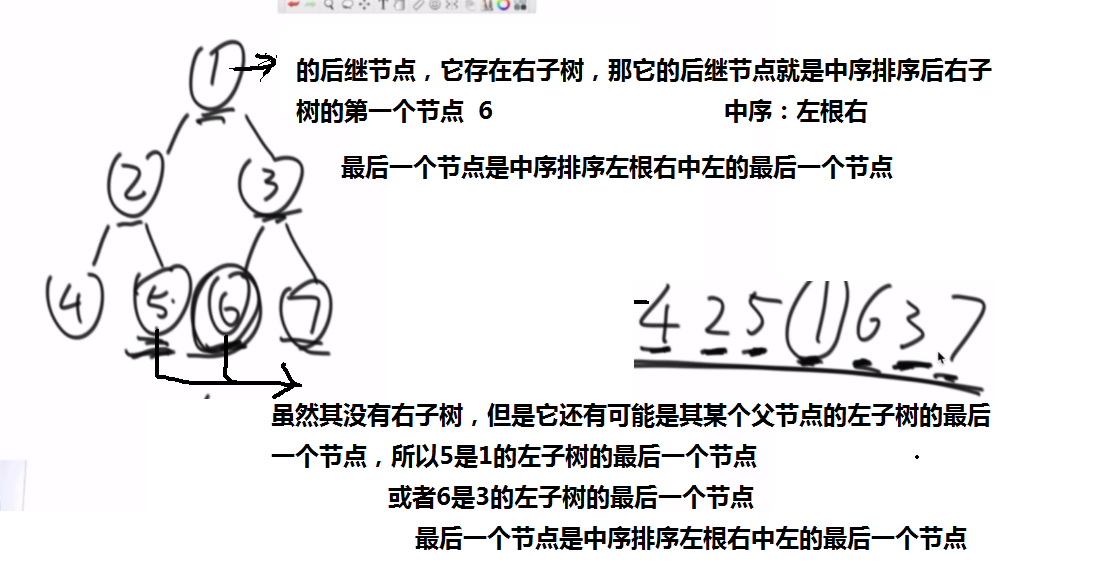 1
的后继节点，它存在右子树，那它的后继节点就是中序排序后右子
树的第一个节点 6
中序：左根右
2 3
最后一个节点是中序排序左根右中左的最后一个节点
4 5 6 7
4 2 5 1 6 3 7
虽然其没有右子树，但是它还有可能是其某个父节点的左子树的最后
一个节点，所以5是1的左子树的最后一个节点
或者6是3的左子树的最后一个节点
最后一个节点是中序排序左根右中左的最后一个节点